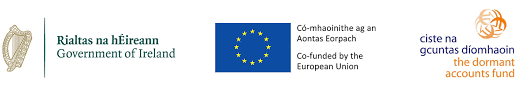 Rialtas na hÉireann
Government of Ireland
Có-mhaoinithe ag an
Aontas Eorpach
Co-funded by the
European Union
ciste na
gcuntas díomhaoin
the dormant
accounts fund